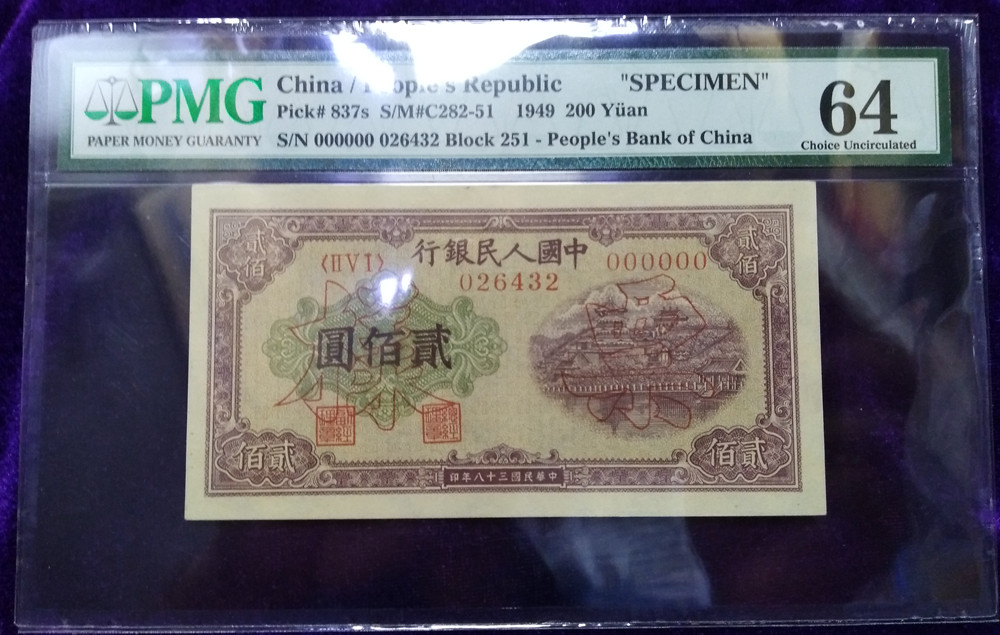 PMG
PAPER MONEY GUARANTY
China / People's Republic "SPECIMEN"
Pick# 837s S/M#C282-51 1949 200 Yüan
S/N 000000 026432 Block 251 - People's Bank of China
64
Choice Uncirculated
中國人民銀行
貳佰
貳佰
〈IIVI〉
000000
026432
貳佰圓
貳佰
貳佰
中華民國三十八年印